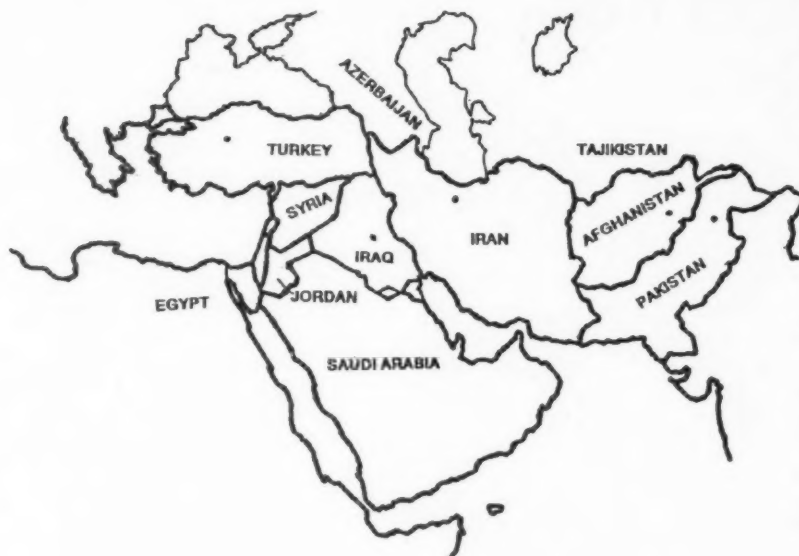 AZERBAIJAN
TURKEY
TAJIKISTAN
SYRIA
AFGHANISTAN
IRAN
IRAQ
PAKISTAN
EGYPT
JORDAN
SAUDI ARABIA